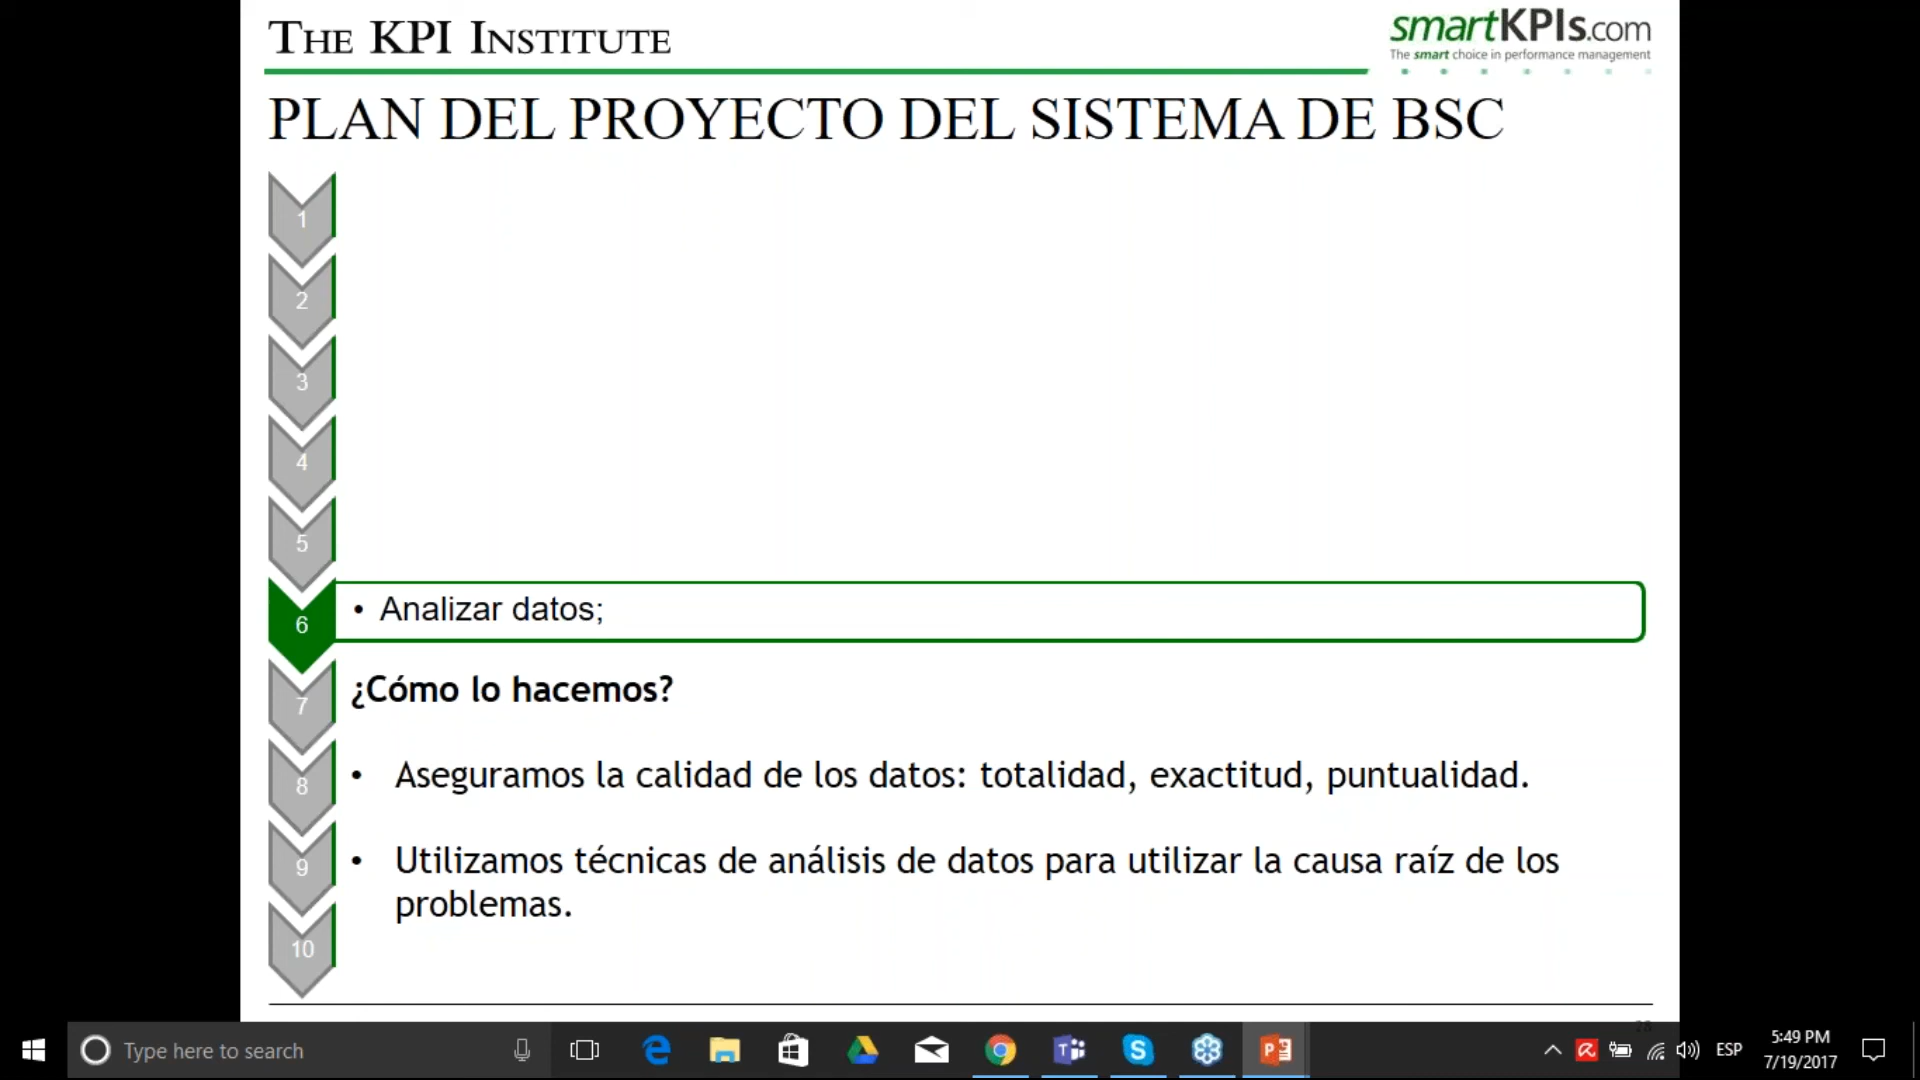 THE KPI INSTITUTE
smartKPIs.com
The smart choice in performance management
PLAN DEL PROYECTO DEL SISTEMA DE BSC
1
2
3
4
5
6
• Analizar datos;
7
¿Cómo lo hacemos?
8
• Aseguramos la calidad de los datos: totalidad, exactitud, puntualidad.
9
• Utilizamos técnicas de análisis de datos para utilizar la causa raíz de los
problemas.
10
28
Type here to search
ESP
5:49 PM
7/19/2017